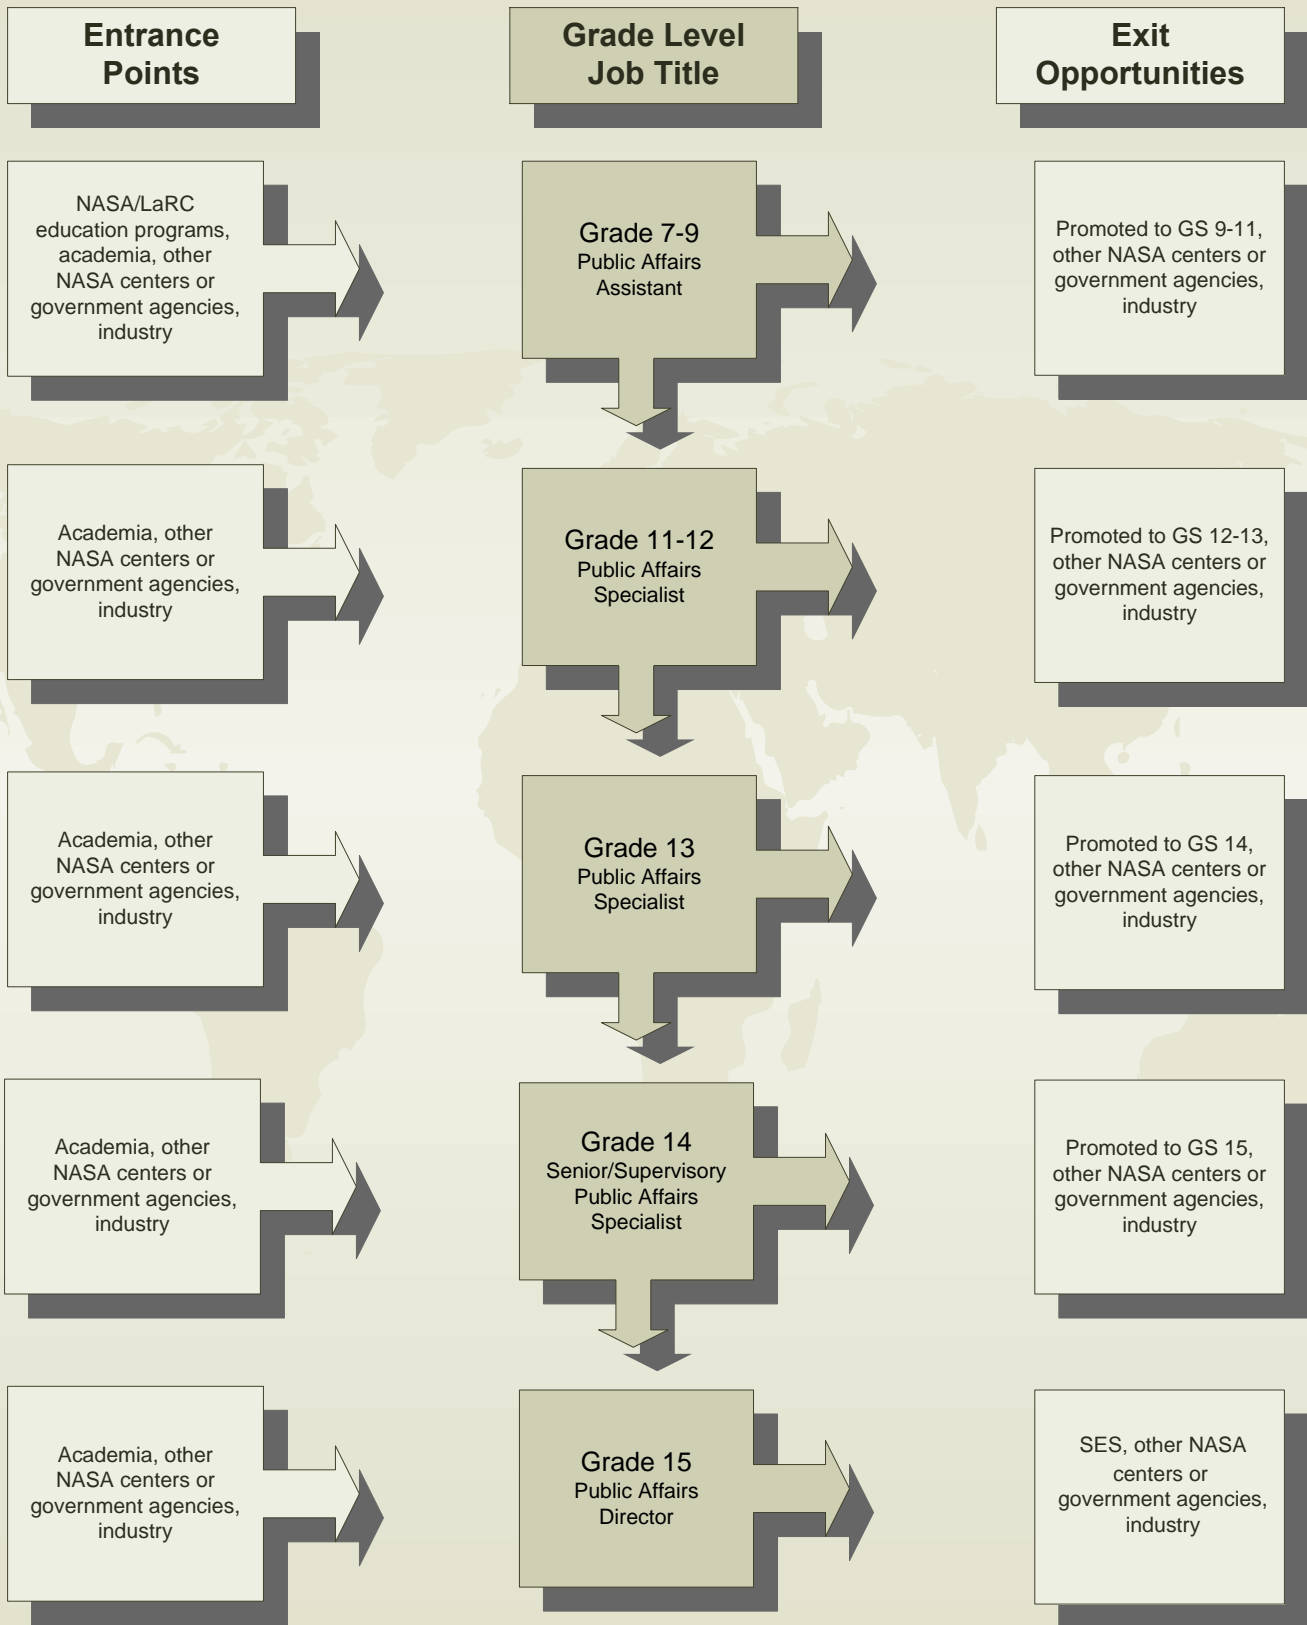 Entrance
Points
Grade Level
Job Title
Exit
Opportunities
NASA/LaRC
education programs,
academia, other
NASA centers or
government agencies,
industry
Grade 7-9
Public Affairs
Assistant
Promoted to GS 9-11,
other NASA centers or
government agencies,
industry
Academia, other
NASA centers or
government agencies,
industry
Grade 11-12
Public Affairs
Specialist
Promoted to GS 12-13,
other NASA centers or
government agencies,
industry
Academia, other
NASA centers or
government agencies,
industry
Grade 13
Public Affairs
Specialist
Promoted to GS 14,
other NASA centers or
government agencies,
industry
Academia, other
NASA centers or
government agencies,
industry
Grade 14
Senior/Supervisory
Public Affairs
Specialist
Promoted to GS 15,
other NASA centers or
government agencies,
industry
Academia, other
NASA centers or
government agencies,
industry
Grade 15
Public Affairs
Director
SES, other NASA
centers or
government agencies,
industry